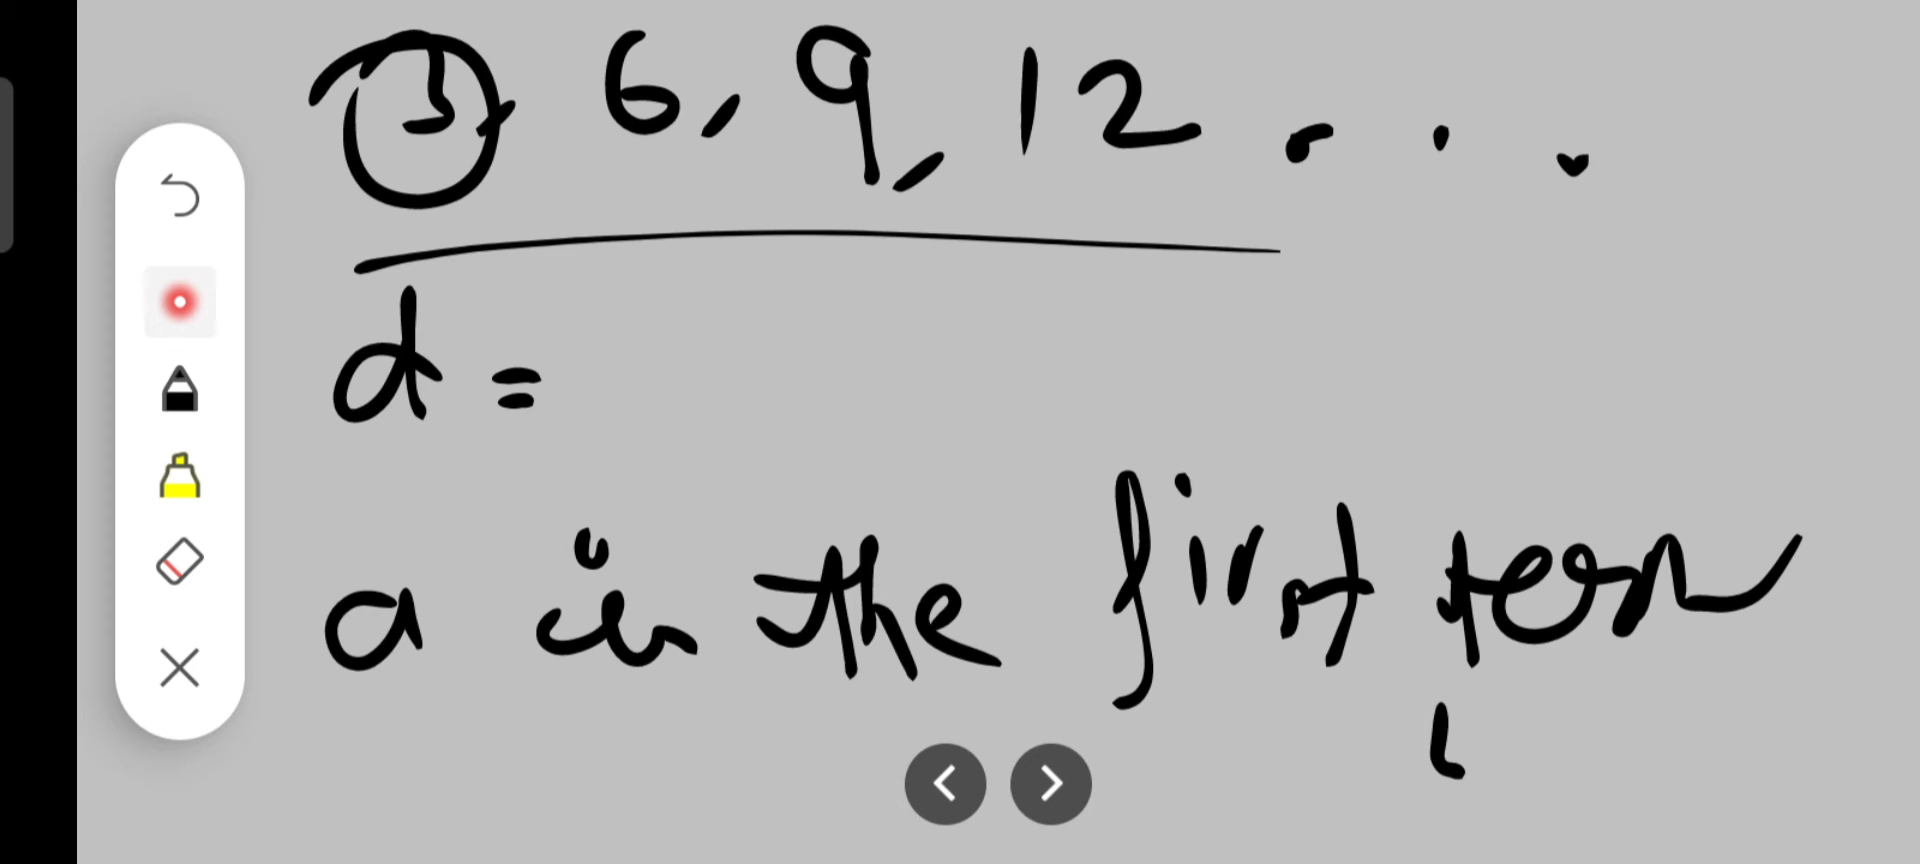 3, 6, 9, 12 . . .
d =
a is the first term